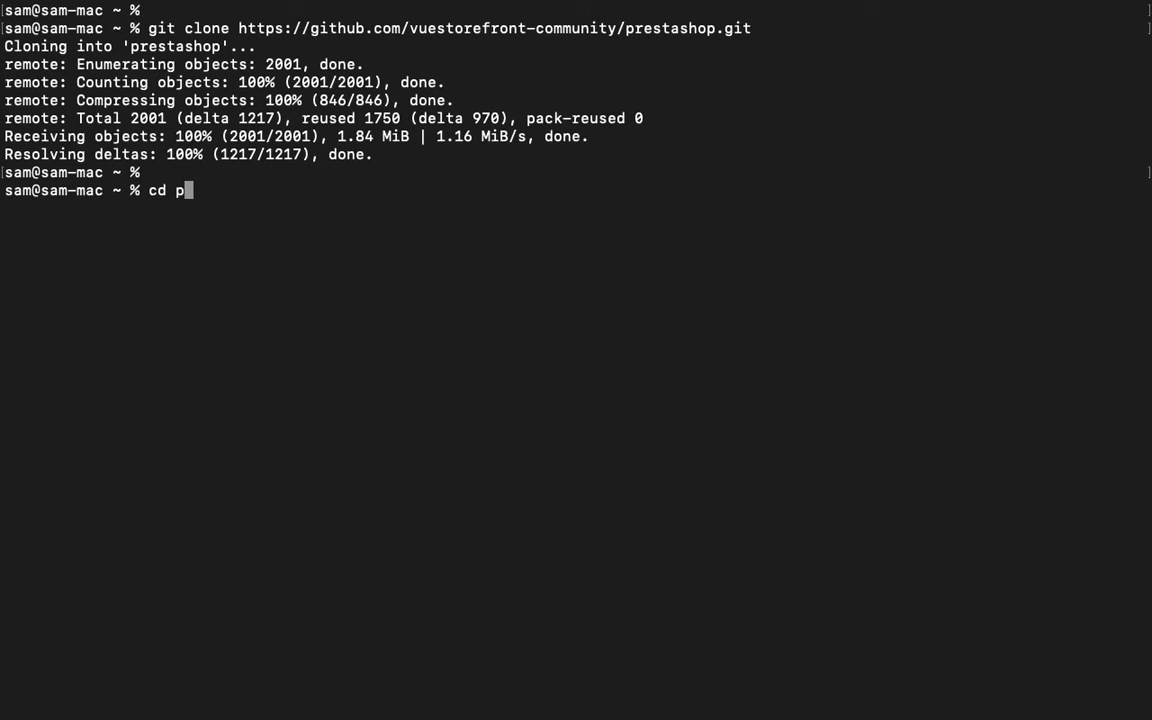 [sam@sam-mac ~ % ]
[sam@sam-mac ~ % git clone https://github.com/vuestorefront-community/prestashop.git ]
Cloning into 'prestashop'...
remote: Enumerating objects: 2001, done.
remote: Counting objects: 100% (2001/2001), done.
remote: Compressing objects: 100% (846/846), done.
remote: Total 2001 (delta 1217), reused 1750 (delta 970), pack-reused 0
Receiving objects: 100% (2001/2001), 1.84 MiB | 1.16 MiB/s, done.
Resolving deltas: 100% (1217/1217), done.
[sam@sam-mac ~ % ]
sam@sam-mac ~ % cd p